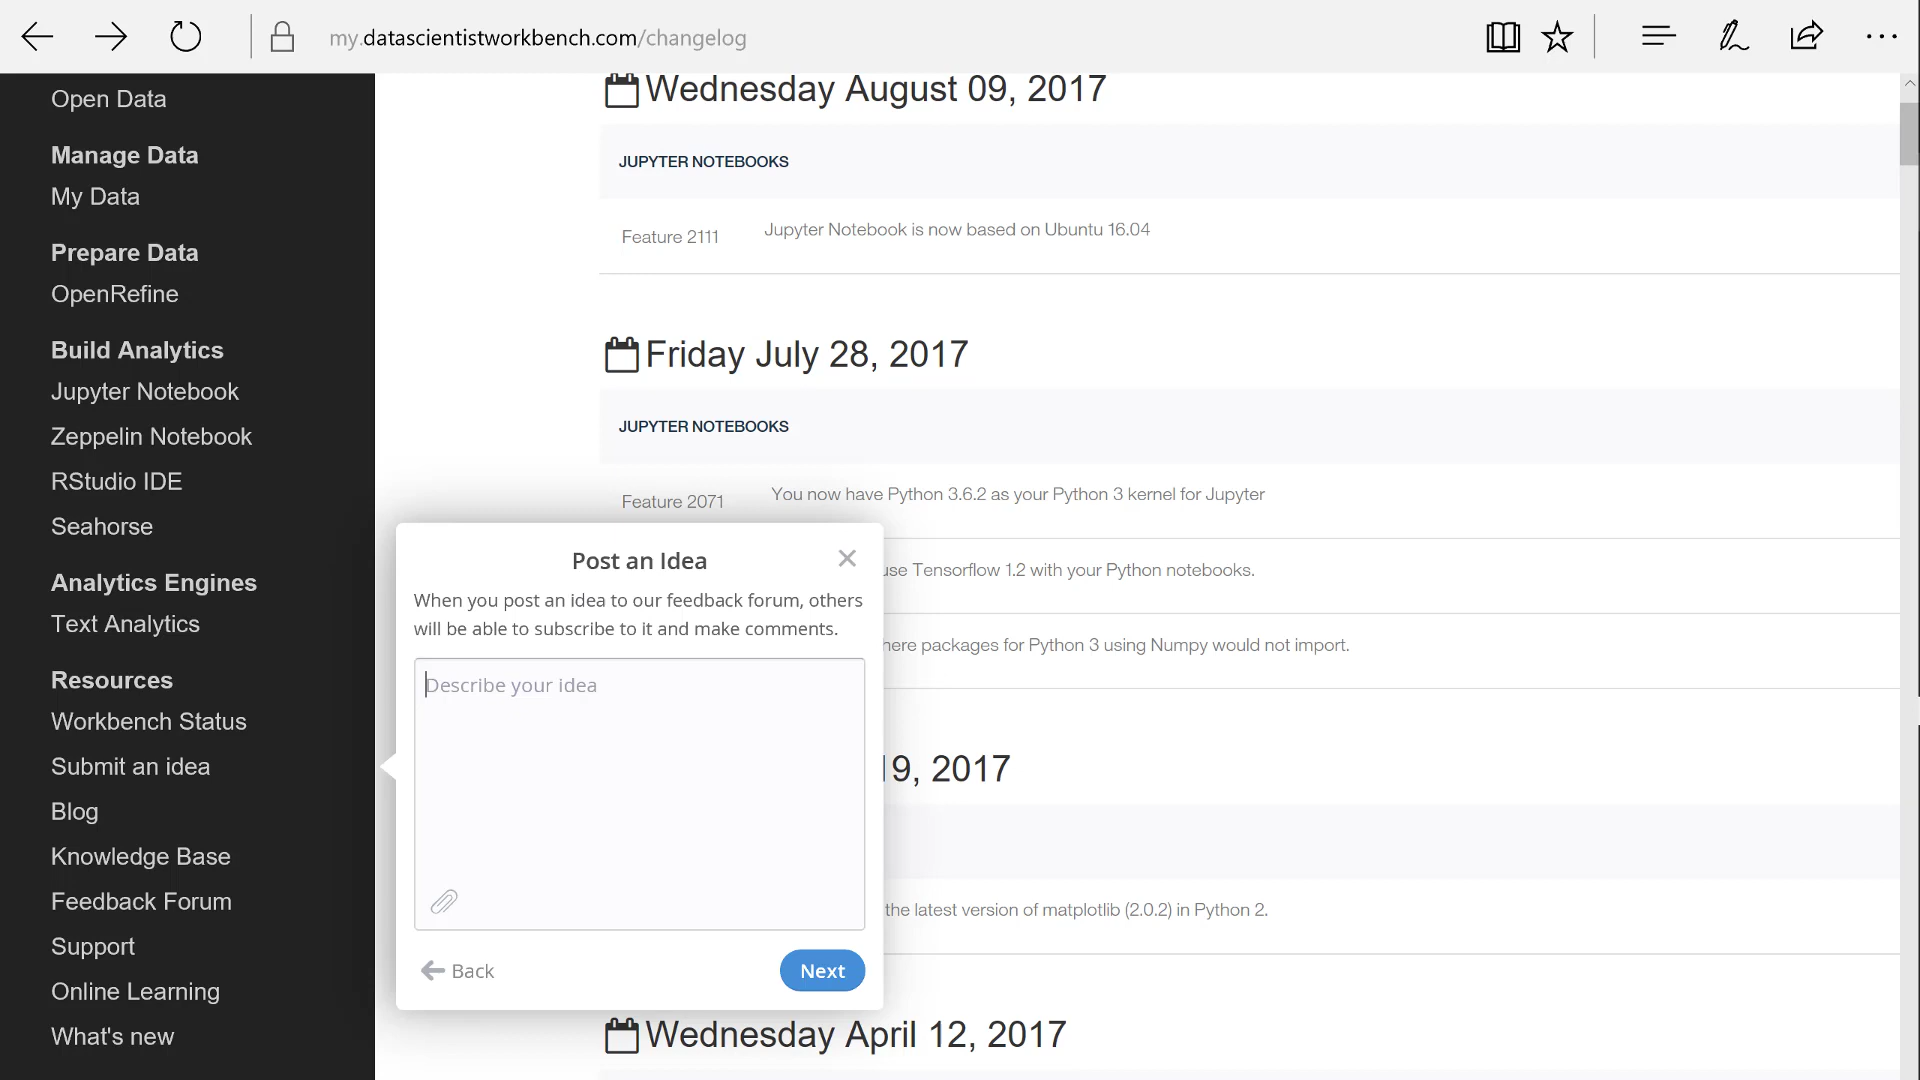 my.datascientistworkbench.com/changelog
Open Data
Manage Data
My Data
Prepare Data
OpenRefine
Build Analytics
Jupyter Notebook
Zeppelin Notebook
RStudio IDE
Seahorse
Analytics Engines
Text Analytics
Resources
Workbench Status
Submit an idea
Blog
Knowledge Base
Feedback Forum
Support
Online Learning
What's new
Wednesday August 09, 2017
JUPYTER NOTEBOOKS
Feature 2111 Jupyter Notebook is now based on Ubuntu 16.04
Friday July 28, 2017
JUPYTER NOTEBOOKS
Feature 2071 You now have Python 3.6.2 as your Python 3 kernel for Jupyter
use Tensorflow 1.2 with your Python notebooks.
here packages for Python 3 using Numpy would not import.
19, 2017
the latest version of matplotlib (2.0.2) in Python 2.
Wednesday April 12, 2017
Post an Idea
When you post an idea to our feedback forum, others
will be able to subscribe to it and make comments.
Describe your idea
Back
Next